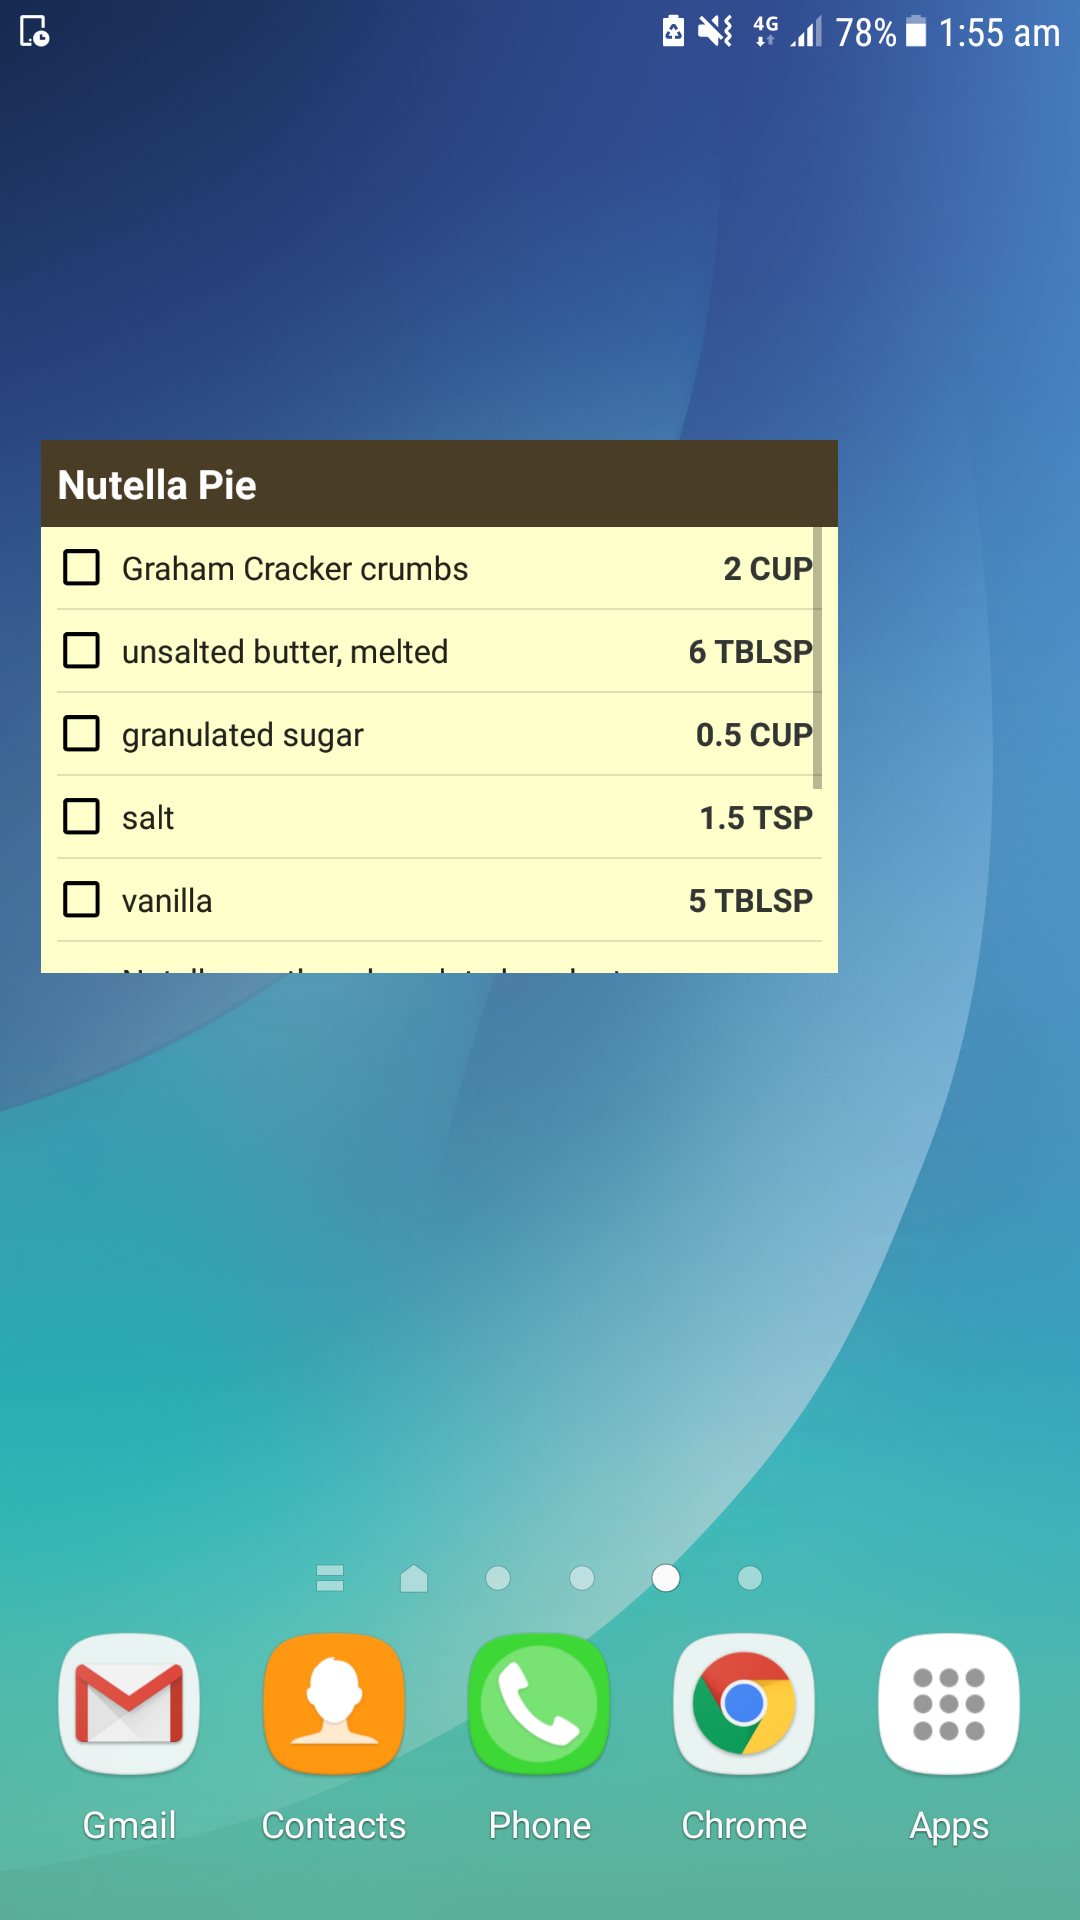 4G 78% 1:55 am
Nutella Pie
Graham Cracker crumbs 2 CUP
unsalted butter, melted 6 TBLSP
granulated sugar 0.5 CUP
salt 1.5 TSP
vanilla 5 TBLSP
Gmail Contacts Phone Chrome Apps